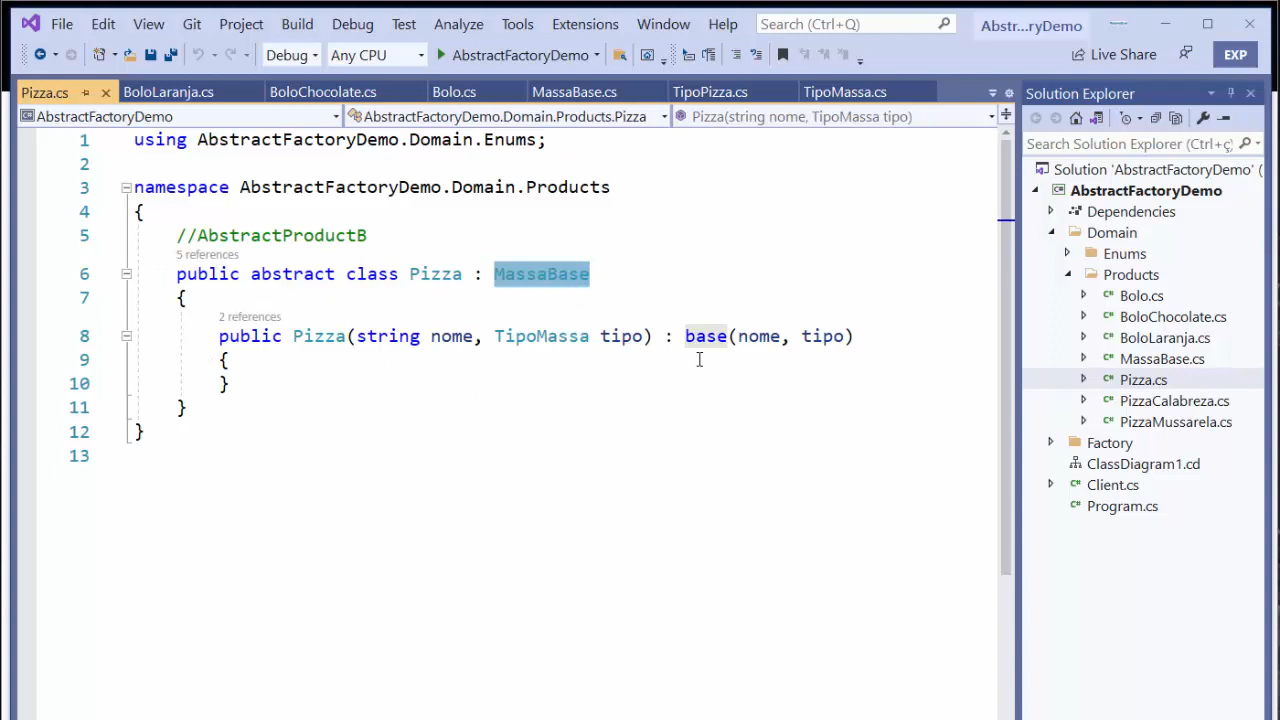 File Edit View Git Project Build Debug Test Analyze Tools Extensions Window Help Search (Ctrl+Q) Abstr...ryDemo
Debug Any CPU AbstractFactoryDemo Live Share EXP
Pizza.cs BoloLaranja.cs BoloChocolate.cs Bolo.cs MassaBase.cs TipoPizza.cs TipoMassa.cs
AbstractFactoryDemo AbstractFactoryDemo.Domain.Products.Pizza Pizza(string nome, TipoMassa tipo)
1 using AbstractFactoryDemo.Domain.Enums;
2
3 namespace AbstractFactoryDemo.Domain.Products
4 {
5 //AbstractProductB
5 references
6 public abstract class Pizza : MassaBase
7 {
2 references
8 public Pizza(string nome, TipoMassa tipo) : base(nome, tipo)
9 {
10 }
11 }
12 }
13
Solution Explorer
Search Solution Explorer (Ctrl+ç)
Solution 'AbstractFactoryDemo' (
AbstractFactoryDemo
Dependencies
Domain
Enums
Products
Bolo.cs
BoloChocolate.cs
BoloLaranja.cs
MassaBase.cs
Pizza.cs
PizzaCalabreza.cs
PizzaMussarela.cs
Factory
ClassDiagram1.cd
Client.cs
Program.cs